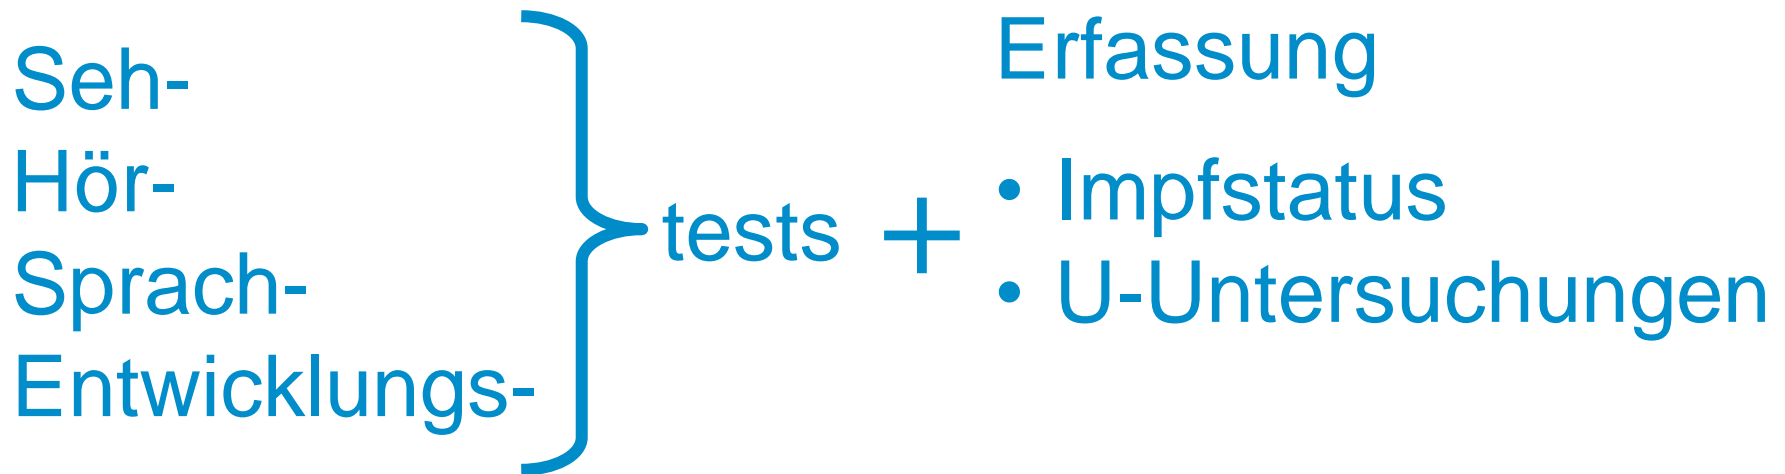 Seh-
Hör-
Sprach-
Entwicklungs-
tests
+
Erfassung
• Impfstatus
• U-Untersuchungen